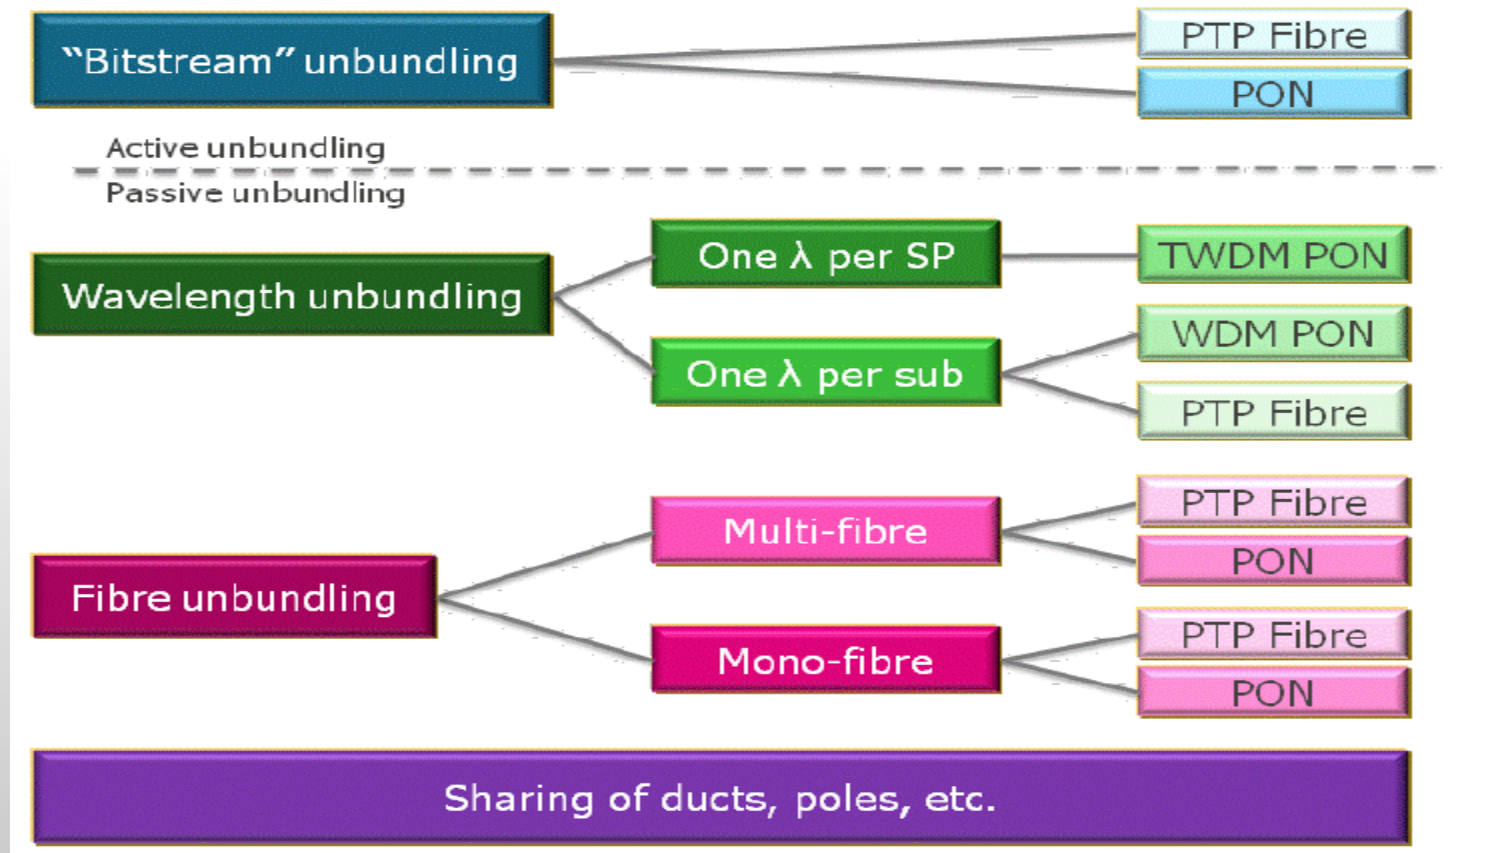 “Bitstream” unbundling
PTP Fibre
PON
Active unbundling
Passive unbundling
Wavelength unbundling
One λ per SP
TWDM PON
One λ per sub
WDM PON
PTP Fibre
Fibre unbundling
Multi-fibre
PTP Fibre
PON
Mono-fibre
PTP Fibre
PON
Sharing of ducts, poles, etc.